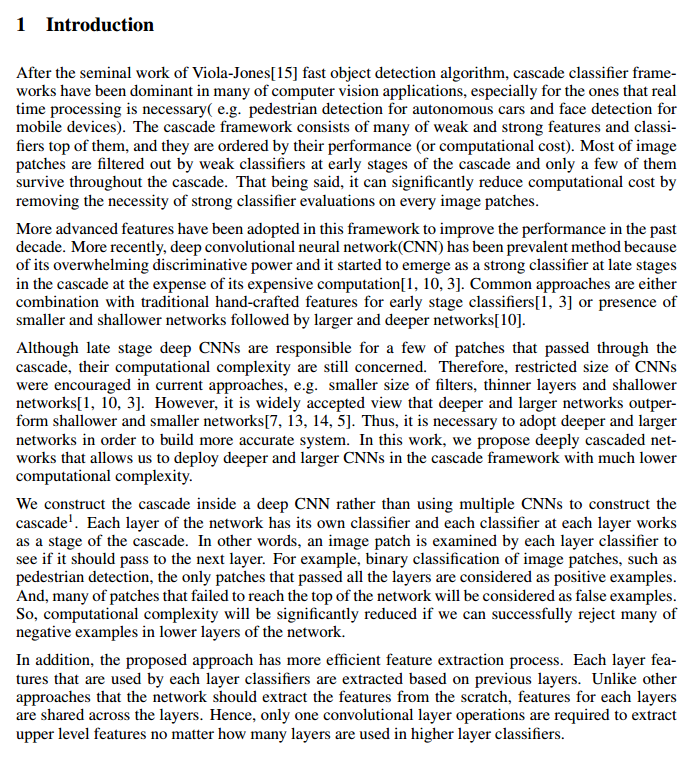 1 Introduction
After the seminal work of Viola-Jones[15] fast object detection algorithm, cascade classifier frame-
works have been dominant in many of computer vision applications, especially for the ones that real
time processing is necessary( e.g. pedestrian detection for autonomous cars and face detection for
mobile devices). The cascade framework consists of many of weak and strong features and classi-
fiers top of them, and they are ordered by their performance (or computational cost). Most of image
patches are filtered out by weak classifiers at early stages of the cascade and only a few of them
survive throughout the cascade. That being said, it can significantly reduce computational cost by
removing the necessity of strong classifier evaluations on every image patches.
More advanced features have been adopted in this framework to improve the performance in the past
decade. More recently, deep convolutional neural network(CNN) has been prevalent method because
of its overwhelming discriminative power and it started to emerge as a strong classifier at late stages
in the cascade at the expense of its expensive computation[1, 10, 3]. Common approaches are either
combination with traditional hand-crafted features for early stage classifiers[1, 3] or presence of
smaller and shallower networks followed by larger and deeper networks[10].
Although late stage deep CNNs are responsible for a few of patches that passed through the
cascade, their computational complexity are still concerned. Therefore, restricted size of CNNs
were encouraged in current approaches, e.g. smaller size of filters, thinner layers and shallower
networks[1, 10, 3]. However, it is widely accepted view that deeper and larger networks outper-
form shallower and smaller networks[7, 13, 14, 5]. Thus, it is necessary to adopt deeper and larger
networks in order to build more accurate system. In this work, we propose deeply cascaded net-
works that allows us to deploy deeper and larger CNNs in the cascade framework with much lower
computational complexity.
We construct the cascade inside a deep CNN rather than using multiple CNNs to construct the
cascade¹. Each layer of the network has its own classifier and each classifier at each layer works
as a stage of the cascade. In other words, an image patch is examined by each layer classifier to
see if it should pass to the next layer. For example, binary classification of image patches, such as
pedestrian detection, the only patches that passed all the layers are considered as positive examples.
And, many of patches that failed to reach the top of the network will be considered as false examples.
So, computational complexity will be significantly reduced if we can successfully reject many of
negative examples in lower layers of the network.
In addition, the proposed approach has more efficient feature extraction process. Each layer fea-
tures that are used by each layer classifiers are extracted based on previous layers. Unlike other
approaches that the network should extract the features from the scratch, features for each layers
are shared across the layers. Hence, only one convolutional layer operations are required to extract
upper level features no matter how many layers are used in higher layer classifiers.